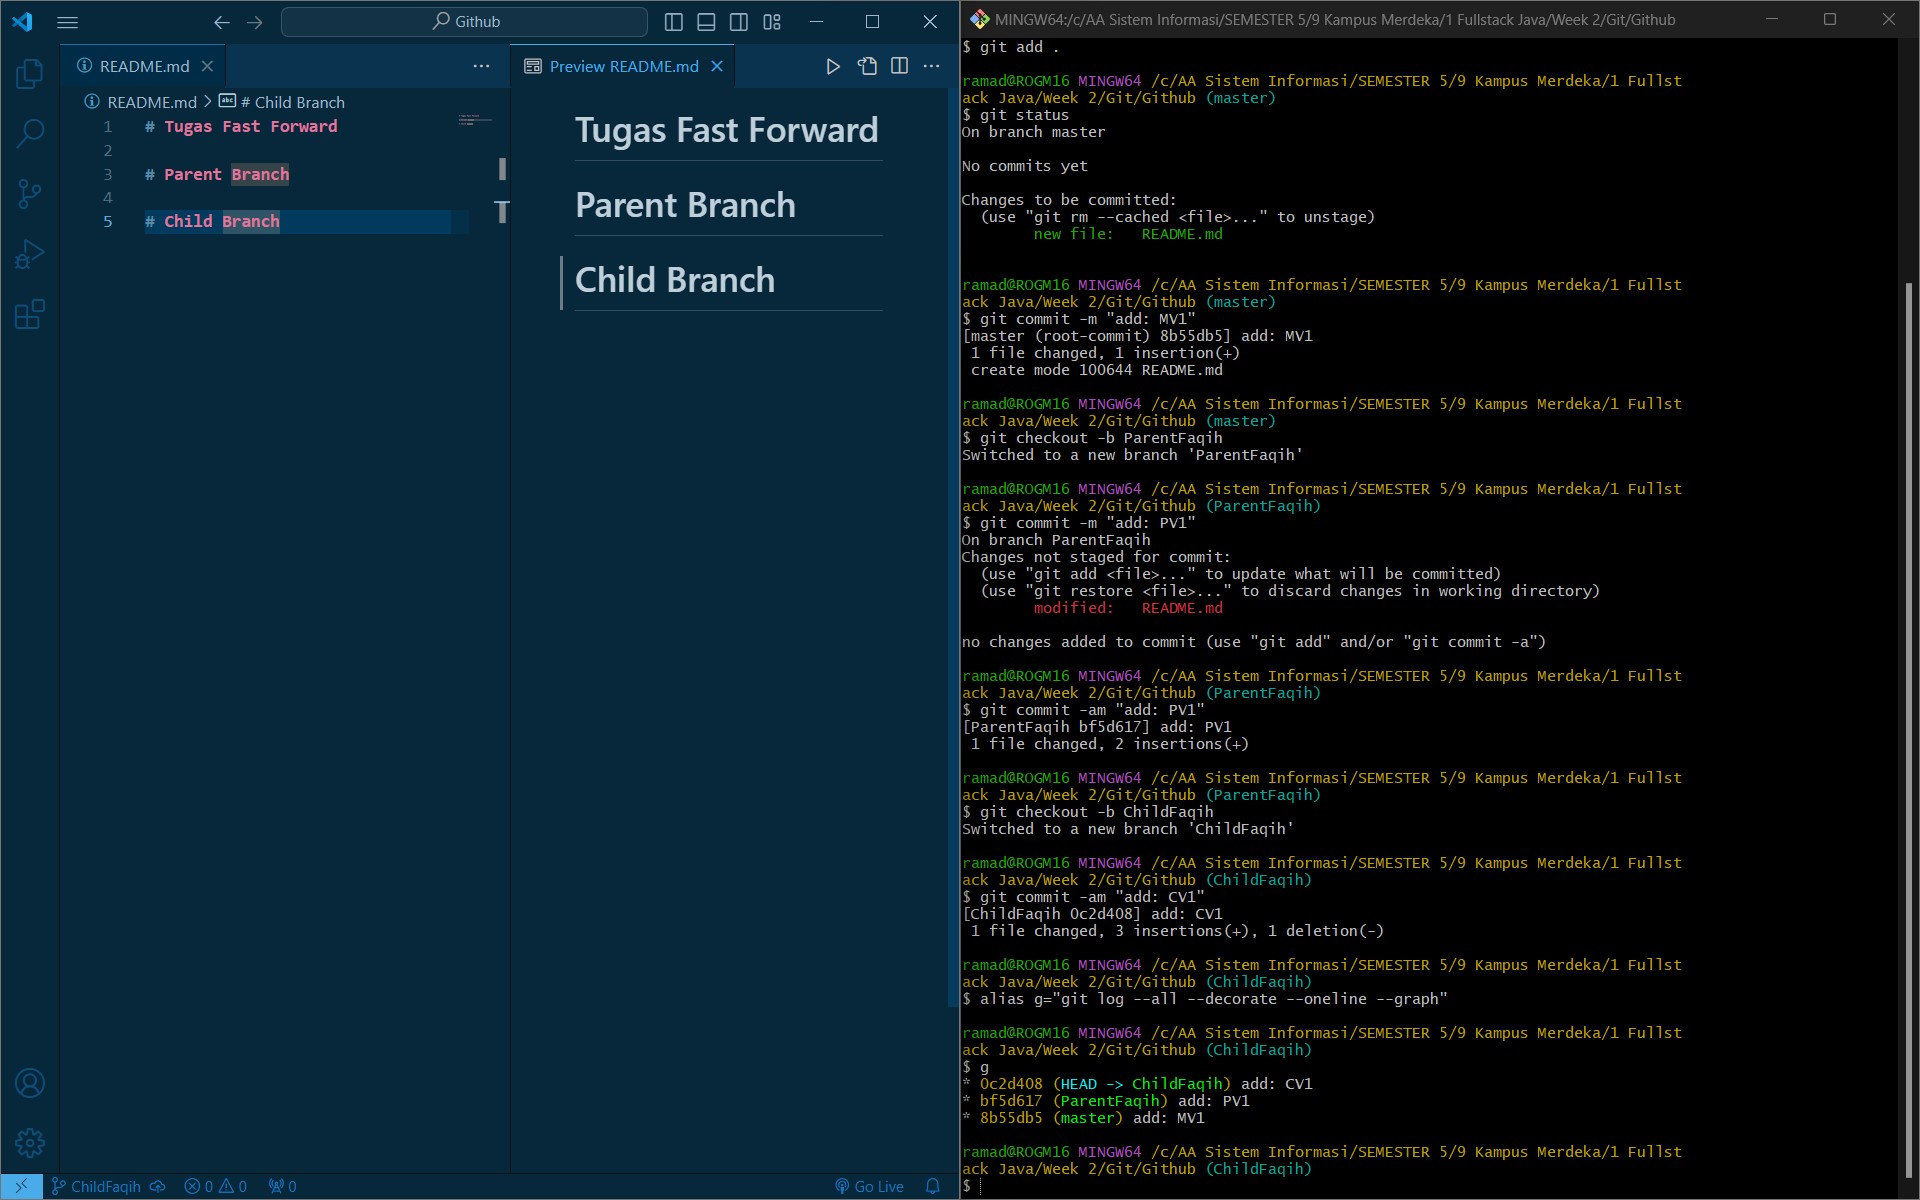 Github
README.md
Preview README.md
README.md > # Child Branch
1 # Tugas Fast Forward
2
3 # Parent Branch
4
5 # Child Branch
Tugas Fast Forward
Parent Branch
Child Branch
ChildFaqih
0 0
0
Go Live
MINGW64:/c/AA Sistem Informasi/SEMESTER 5/9 Kampus Merdeka/1 Fullstack Java/Week 2/Git/Github
$ git add .
ramad@ROGM16 MINGW64 /c/AA Sistem Informasi/SEMESTER 5/9 Kampus Merdeka/1 Fullst
ack Java/Week 2/Git/Github (master)
$ git status
On branch master
No commits yet
Changes to be committed:
  (use "git rm --cached <file>..." to unstage)
        new file:   README.md
ramad@ROGM16 MINGW64 /c/AA Sistem Informasi/SEMESTER 5/9 Kampus Merdeka/1 Fullst
ack Java/Week 2/Git/Github (master)
$ git commit -m "add: MV1"
[master (root-commit) 8b55db5] add: MV1
 1 file changed, 1 insertion(+)
 create mode 100644 README.md
ramad@ROGM16 MINGW64 /c/AA Sistem Informasi/SEMESTER 5/9 Kampus Merdeka/1 Fullst
ack Java/Week 2/Git/Github (master)
$ git checkout -b ParentFaqih
Switched to a new branch 'ParentFaqih'
ramad@ROGM16 MINGW64 /c/AA Sistem Informasi/SEMESTER 5/9 Kampus Merdeka/1 Fullst
ack Java/Week 2/Git/Github (ParentFaqih)
$ git commit -m "add: PV1"
On branch ParentFaqih
Changes not staged for commit:
  (use "git add <file>..." to update what will be committed)
  (use "git restore <file>..." to discard changes in working directory)
        modified:   README.md
no changes added to commit (use "git add" and/or "git commit -a")
ramad@ROGM16 MINGW64 /c/AA Sistem Informasi/SEMESTER 5/9 Kampus Merdeka/1 Fullst
ack Java/Week 2/Git/Github (ParentFaqih)
$ git commit -am "add: PV1"
[ParentFaqih bf5d617] add: PV1
 1 file changed, 2 insertions(+)
ramad@ROGM16 MINGW64 /c/AA Sistem Informasi/SEMESTER 5/9 Kampus Merdeka/1 Fullst
ack Java/Week 2/Git/Github (ParentFaqih)
$ git checkout -b ChildFaqih
Switched to a new branch 'ChildFaqih'
ramad@ROGM16 MINGW64 /c/AA Sistem Informasi/SEMESTER 5/9 Kampus Merdeka/1 Fullst
ack Java/Week 2/Git/Github (ChildFaqih)
$ git commit -am "add: CV1"
[ChildFaqih 0c2d408] add: CV1
 1 file changed, 3 insertions(+), 1 deletion(-)
ramad@ROGM16 MINGW64 /c/AA Sistem Informasi/SEMESTER 5/9 Kampus Merdeka/1 Fullst
ack Java/Week 2/Git/Github (ChildFaqih)
$ alias g="git log --all --decorate --oneline --graph"
ramad@ROGM16 MINGW64 /c/AA Sistem Informasi/SEMESTER 5/9 Kampus Merdeka/1 Fullst
ack Java/Week 2/Git/Github (ChildFaqih)
$ g
* 0c2d408 (HEAD -> ChildFaqih) add: CV1
* bf5d617 (ParentFaqih) add: PV1
* 8b55db5 (master) add: MV1
ramad@ROGM16 MINGW64 /c/AA Sistem Informasi/SEMESTER 5/9 Kampus Merdeka/1 Fullst
ack Java/Week 2/Git/Github (ChildFaqih)
$